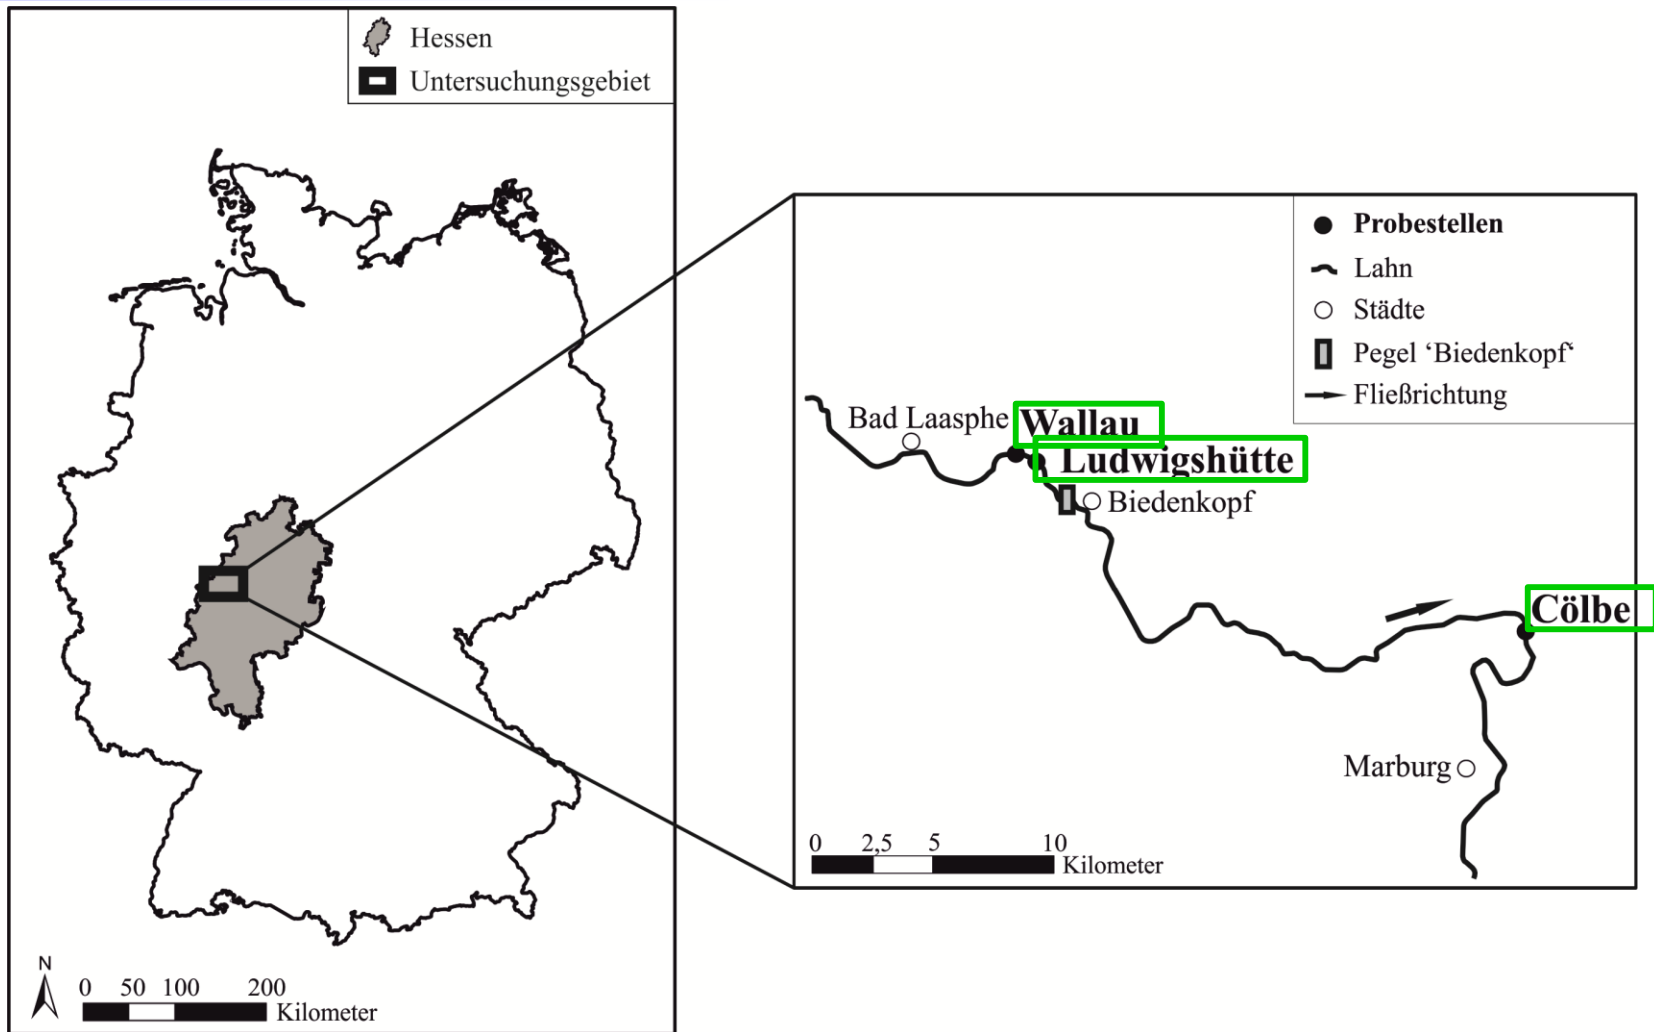 Hessen
Untersuchungsgebiet
N
0 50 100 200
Kilometer
Probestellen
Lahn
Städte
Pegel ‘Biedenkopf‘
Fließrichtung
Bad Laasphe
Wallau
Ludwigshütte
Biedenkopf
Cölbe
Marburg
0 2,5 5 10
Kilometer